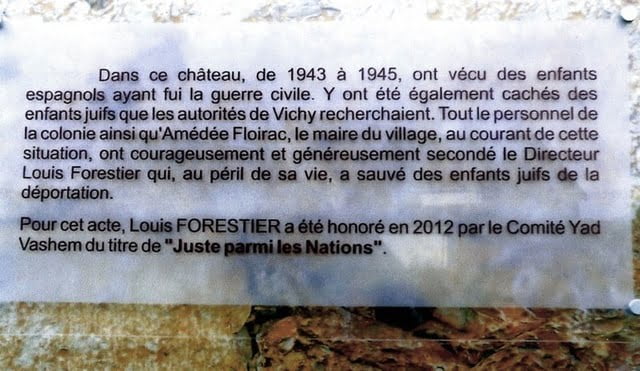 Dans ce château, de 1943 à 1945, ont vécu des enfants
espagnols ayant fui la guerre civile. Y ont été également cachés des
enfants juifs que les autorités de Vichy recherchaient. Tout le personnel de
la colonie ainsi qu'Amédée Floirac, le maire du village, au courant de cette
situation, ont courageusement et généreusement secondé le Directeur
Louis Forestier qui, au péril de sa vie, a sauvé des enfants juifs de la
déportation.
Pour cet acte, Louis FORESTIER a été honoré en 2012 par le Comité Yad
Vashem du titre de "Juste parmi les Nations".